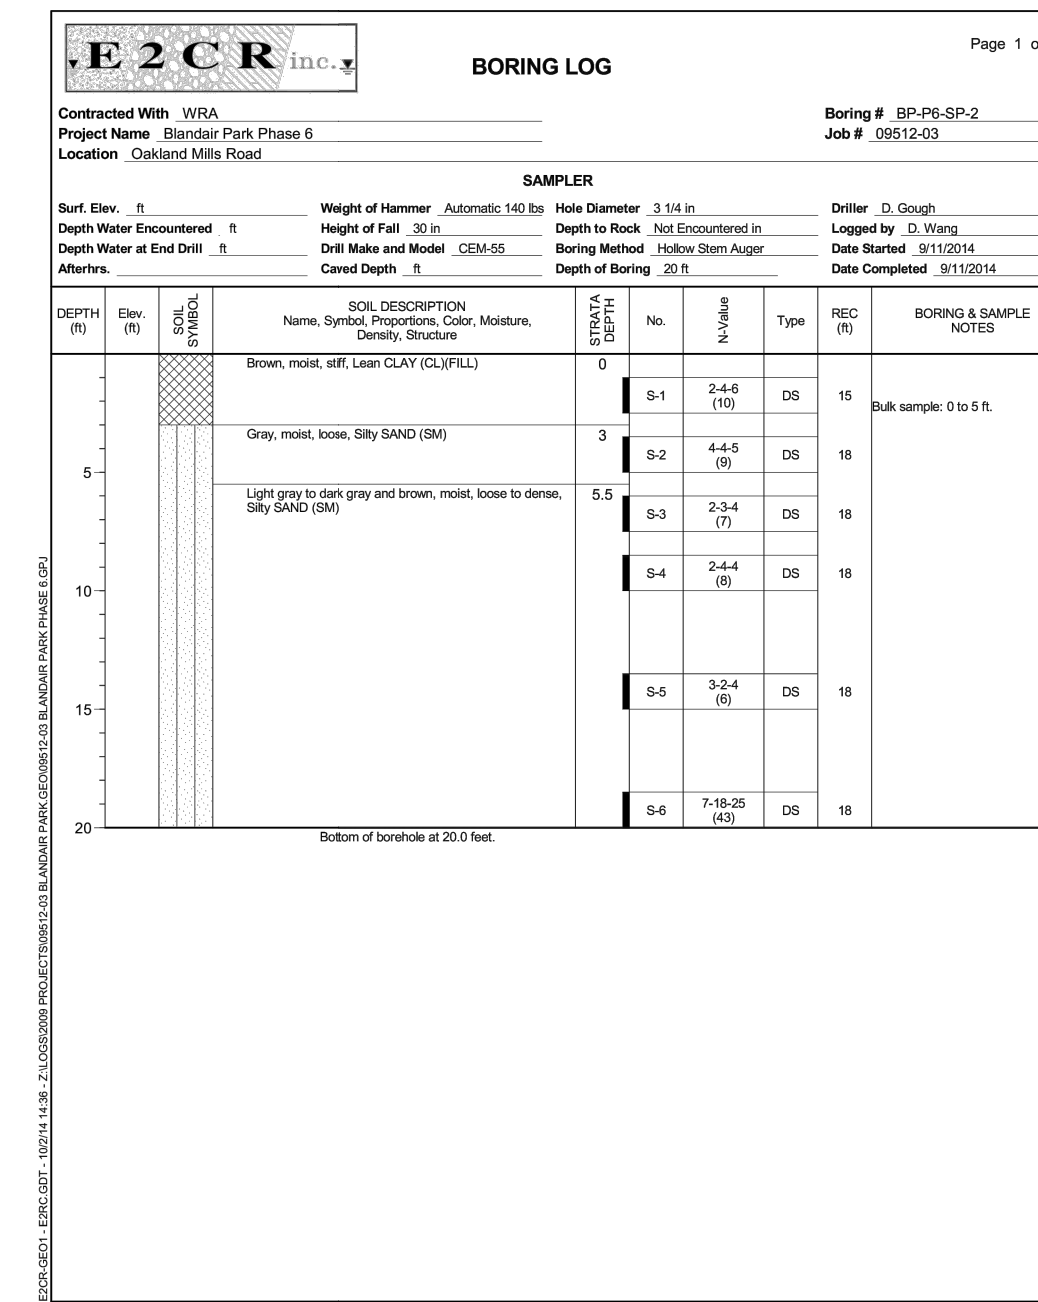 E2CR inc.
BORING LOG
Page 1 o
Contracted With WRA
Boring # BP-P6-SP-2
Project Name Blandair Park Phase 6
Job # 09512-03
Location Oakland Mills Road
SAMPLER
Surf. Elev. ft Weight of Hammer Automatic 140 lbs Hole Diameter 3 1/4 in Driller D. Gough
Depth Water Encountered ft Height of Fall 30 in Depth to Rock Not Encountered in Logged by D. Wang
Depth Water at End Drill ft Drill Make and Model CEM-55 Boring Method Hollow Stem Auger Date Started 9/11/2014
Afterhrs. Caved Depth ft Depth of Boring 20 ft Date Completed 9/11/2014
DEPTH (ft) Elev. (ft) SOIL SYMBOL SOIL DESCRIPTION STRATA DEPTH No. N-Value Type REC (ft) BORING & SAMPLE NOTES
Name, Symbol, Proportions, Color, Moisture,
Density, Structure
Brown, moist, stiff, Lean CLAY (CL)(FILL) 0
S-1 2-4-6 (10) DS 15
Bulk sample: 0 to 5 ft.
Gray, moist, loose, Silty SAND (SM) 3
S-2 4-4-5 (9) DS 18
5
Light gray to dark gray and brown, moist, loose to dense, 5.5
Silty SAND (SM)
S-3 2-3-4 (7) DS 18
S-4 2-4-4 (8) DS 18
10
S-5 3-2-4 (6) DS 18
15
S-6 7-18-25 (43) DS 18
20
Bottom of borehole at 20.0 feet.
E2CR-GEO1 - E2RC.GDT - 10/2/14 14:36 - Z:\LOGS\2009 PROJECTS\09512-03 BLANDAIR PARK.GEO\09512-03 BLANDAIR PARK PHASE 6.GPJ